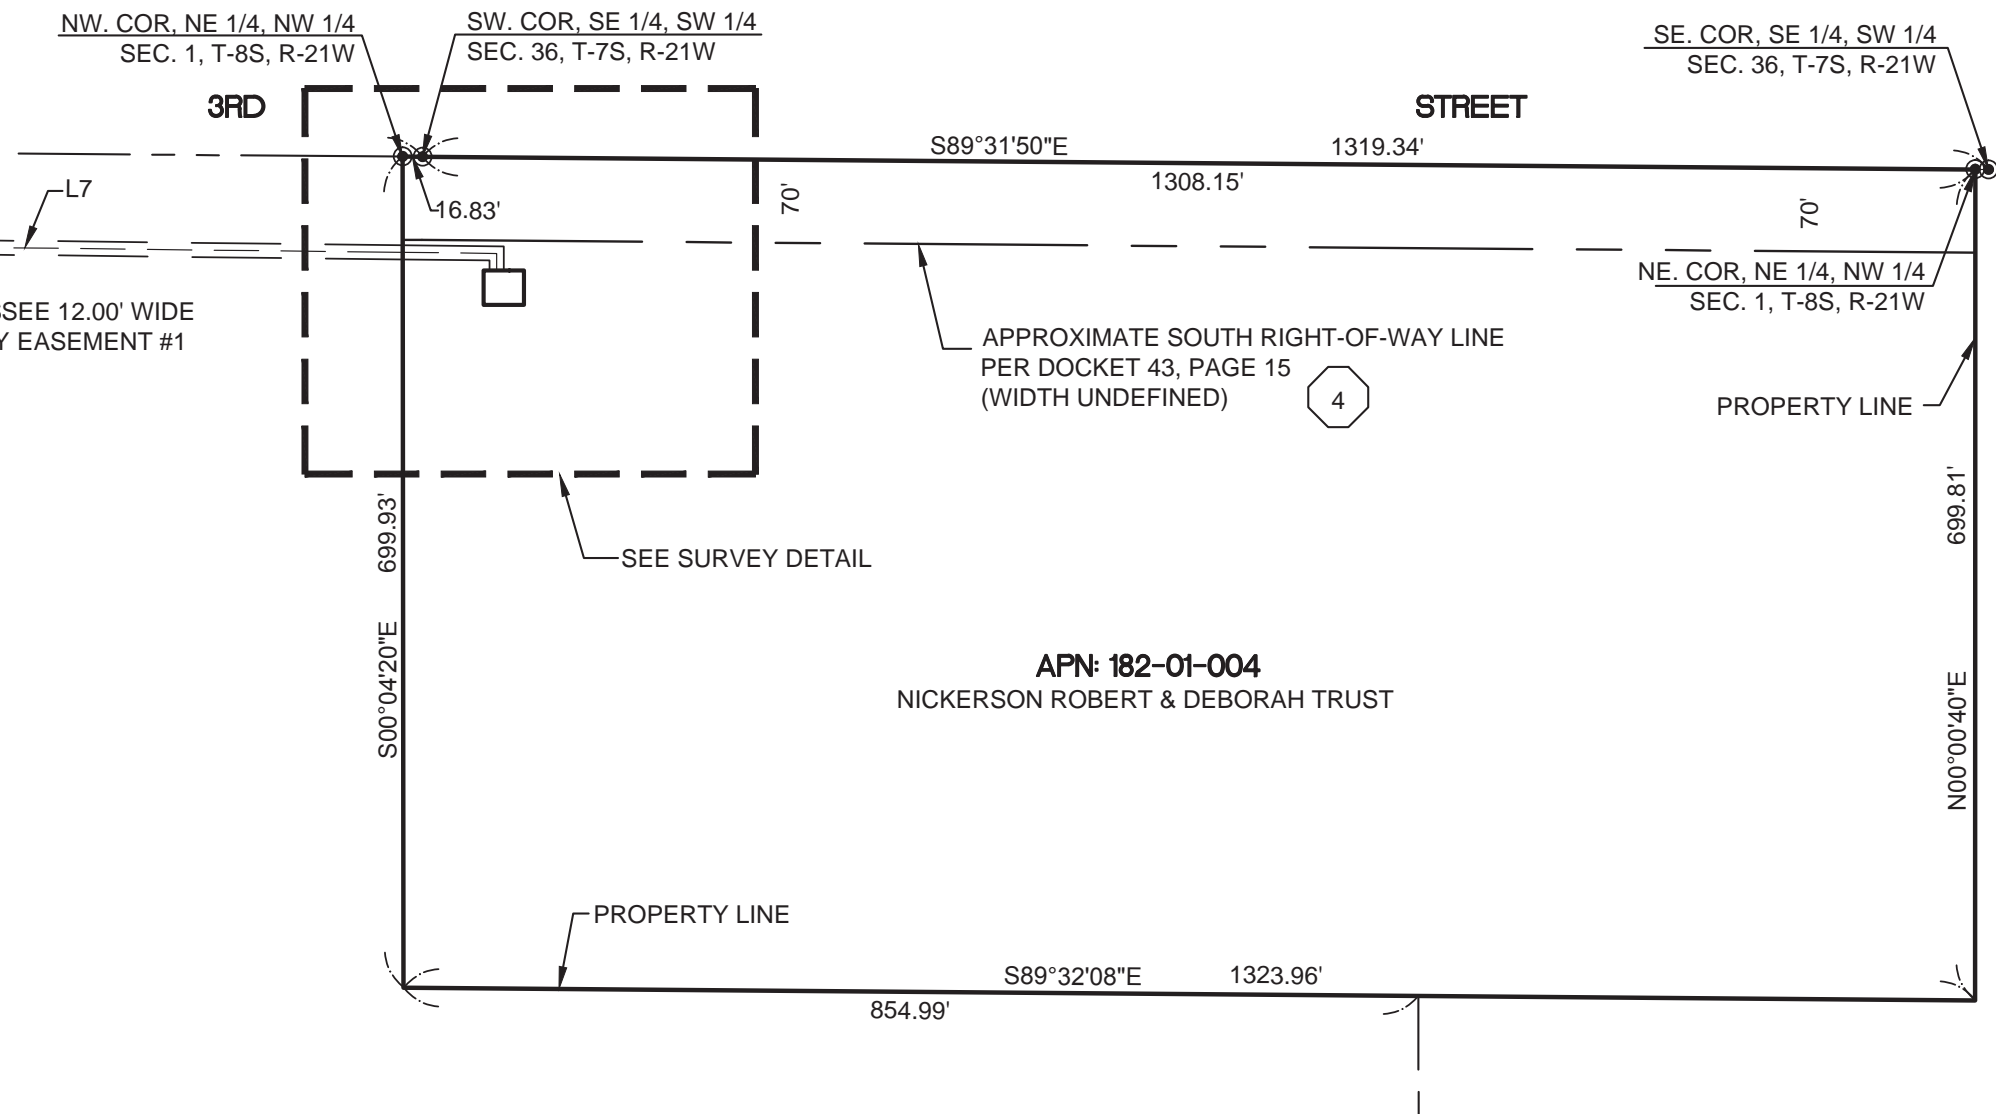 NW. COR, NE 1/4, NW 1/4
SEC. 1, T-8S, R-21W
SW. COR, SE 1/4, SW 1/4
SEC. 36, T-7S, R-21W
SE. COR, SE 1/4, SW 1/4
SEC. 36, T-7S, R-21W
3RD
STREET
S89°31'50"E
1319.34'
1308.15'
L7
16.83'
70'
70'
NE. COR, NE 1/4, NW 1/4
SEC. 1, T-8S, R-21W
SSEE 12.00' WIDE
Y EASEMENT #1
APPROXIMATE SOUTH RIGHT-OF-WAY LINE
PER DOCKET 43, PAGE 15
(WIDTH UNDEFINED)
4
PROPERTY LINE
699.93'
S00°04'20"E
699.81'
N00°00'40"E
SEE SURVEY DETAIL
APN: 182-01-004
NICKERSON ROBERT & DEBORAH TRUST
PROPERTY LINE
S89°32'08"E
1323.96'
854.99'